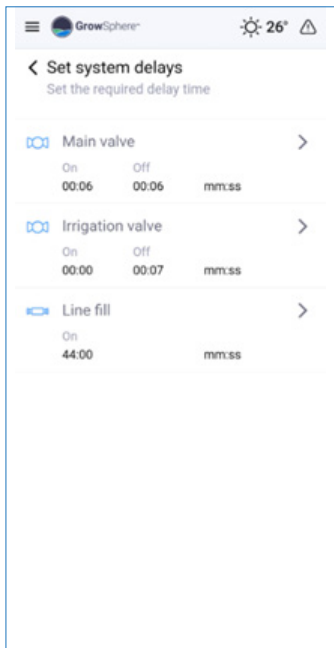 GrowSphere™ 26°
Set system delays
Set the required delay time
Main valve
On Off
00:06 00:06 mm:ss
Irrigation valve
On Off
00:00 00:07 mm:ss
Line fill
On
44:00 mm:ss